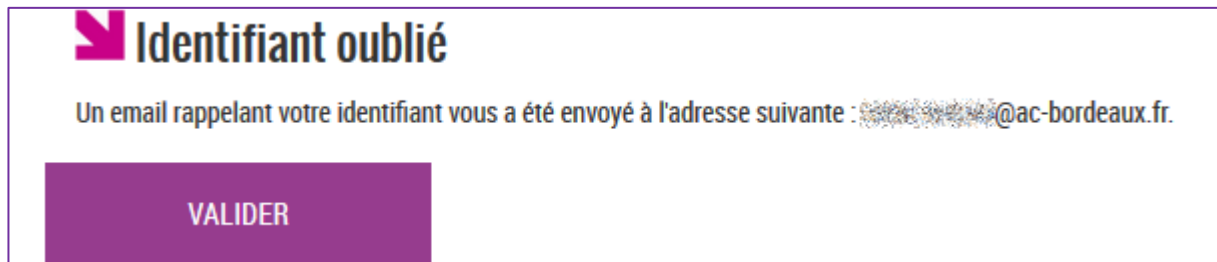 Identifiant oublié
Un email rappelant votre identifiant vous a été envoyé à l'adresse suivante : @ac-bordeaux.fr.
VALIDER